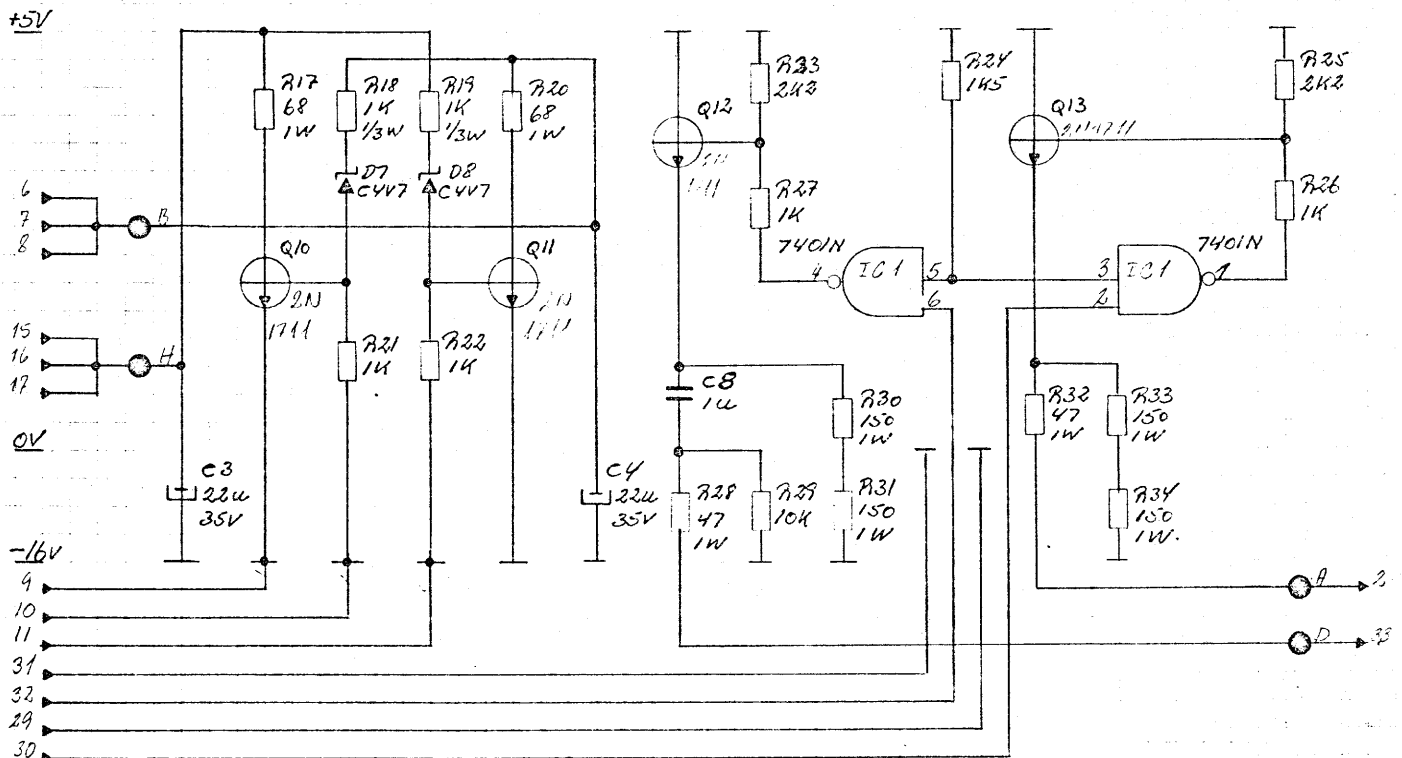 +5V
R17
68
1W
R18
1K
1/3W
R19
1K
1/3W
R20
68
1W
D7
C4V7
D8
C4V7
6
7
8
B
Q10
2N
1711
Q11
2N
1711
15
16
17
H
R21
1K
R22
1K
0V
C3
22u
35V
C4
22u
35V
-16V
9
10
11
31
32
29
30
Q12
R23
2K2
R27
1K
7401N
4
IC1
5
6
R24
1K5
Q13
2N1711
R25
2K2
R26
1K
7401N
3
2
IC1
1
C8
1u
R30
150
1W
R28
47
1W
R29
10K
R31
150
1W
R32
47
1W
R33
150
1W
R34
150
1W.
A
2
D
33